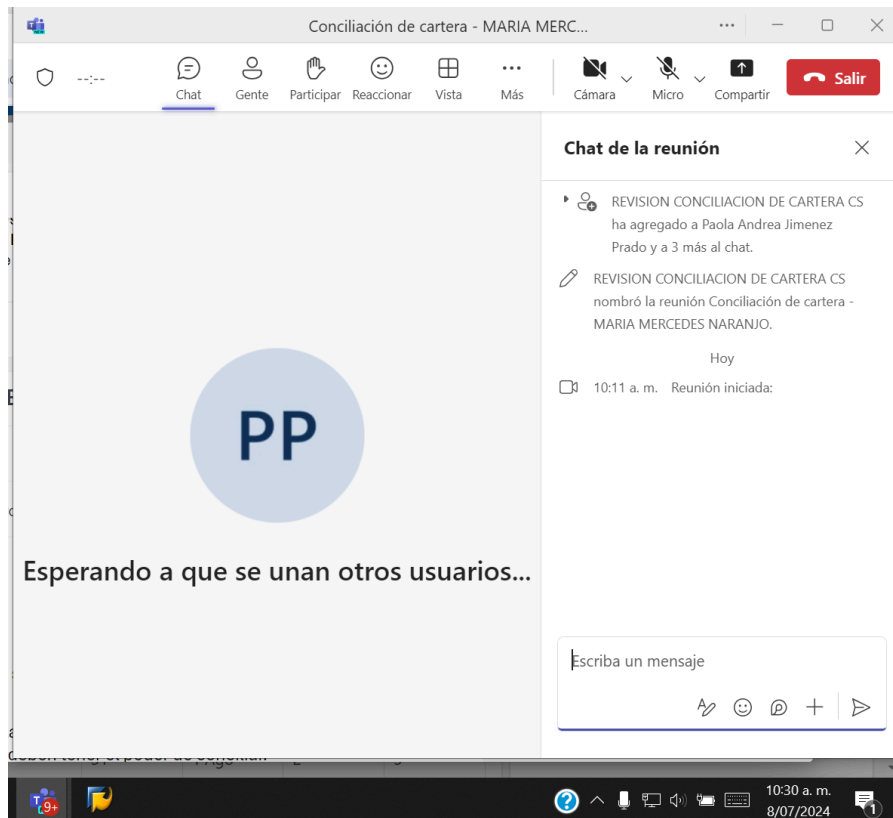 Conciliación de cartera - MARIA MERC...
--:--
Chat
Gente
Participar
Reaccionar
Vista
Más
Cámara
Micro
Compartir
Salir
PP
Esperando a que se unan otros usuarios...
Chat de la reunión
REVISION CONCILIACION DE CARTERA CS
ha agregado a Paola Andrea Jimenez
Prado y a 3 más al chat.
REVISION CONCILIACION DE CARTERA CS
nombró la reunión Conciliación de cartera -
MARIA MERCEDES NARANJO.
Hoy
10:11 a. m. Reunión iniciada:
Escriba un mensaje
9+
10:30 a. m.
8/07/2024
1